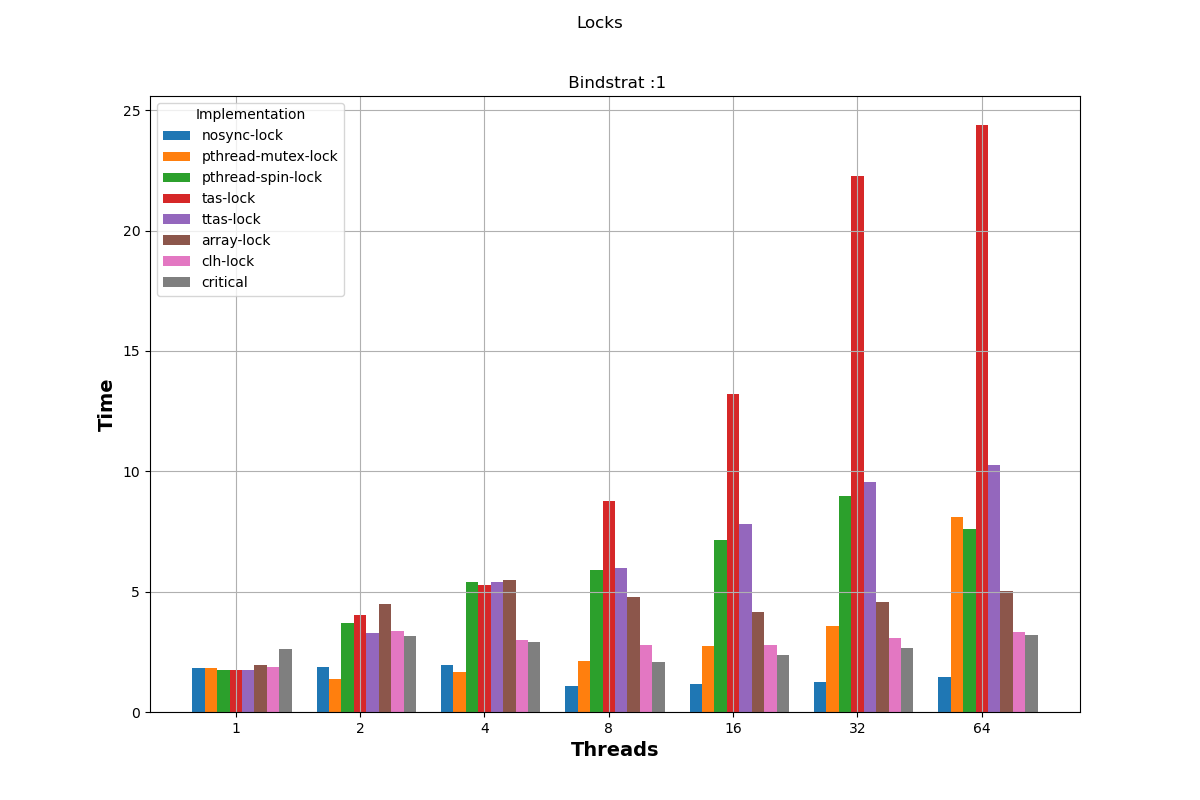 Locks
Bindstrat :1
Implementation
nosync-lock
pthread-mutex-lock
pthread-spin-lock
tas-lock
ttas-lock
array-lock
clh-lock
critical
25
20
15
10
5
0
Time
1 2 4 8 16 32 64
Threads